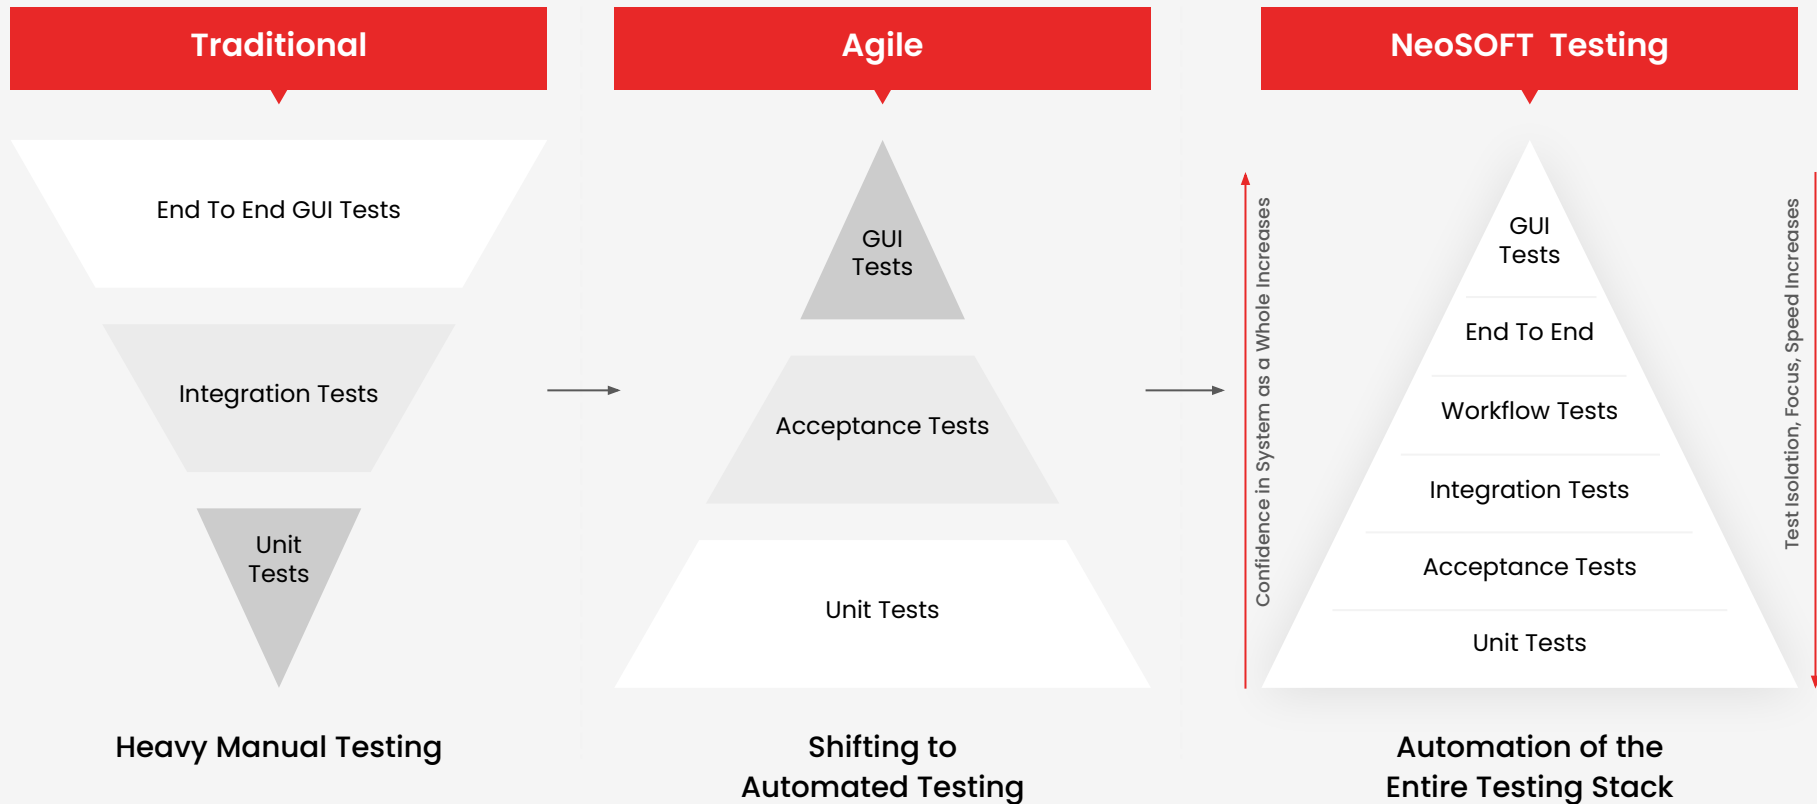 Traditional
End To End GUI Tests
Integration Tests
Unit
Tests
Heavy Manual Testing
Agile
GUI
Tests
Acceptance Tests
Unit Tests
Shifting to
Automated Testing
NeoSOFT Testing
Confidence in System as a Whole Increases
GUI
Tests
End To End
Workflow Tests
Integration Tests
Acceptance Tests
Unit Tests
Test Isolation, Focus, Speed Increases
Automation of the
Entire Testing Stack